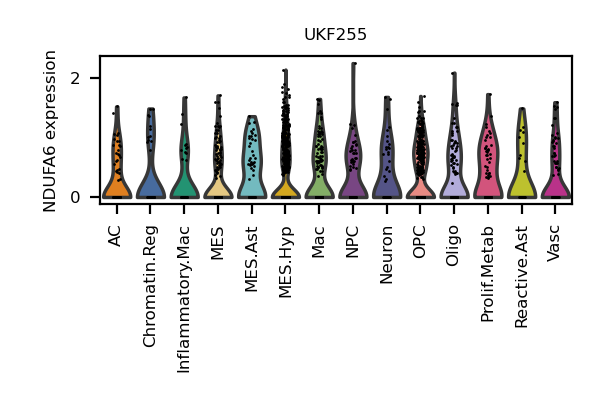 UKF255
NDUFA6 expression
2
0
AC
Chromatin.Reg
Inflammatory.Mac
MES
MES.Ast
MES.Hyp
Mac
NPC
Neuron
OPC
Oligo
Prolif.Metab
Reactive.Ast
Vasc